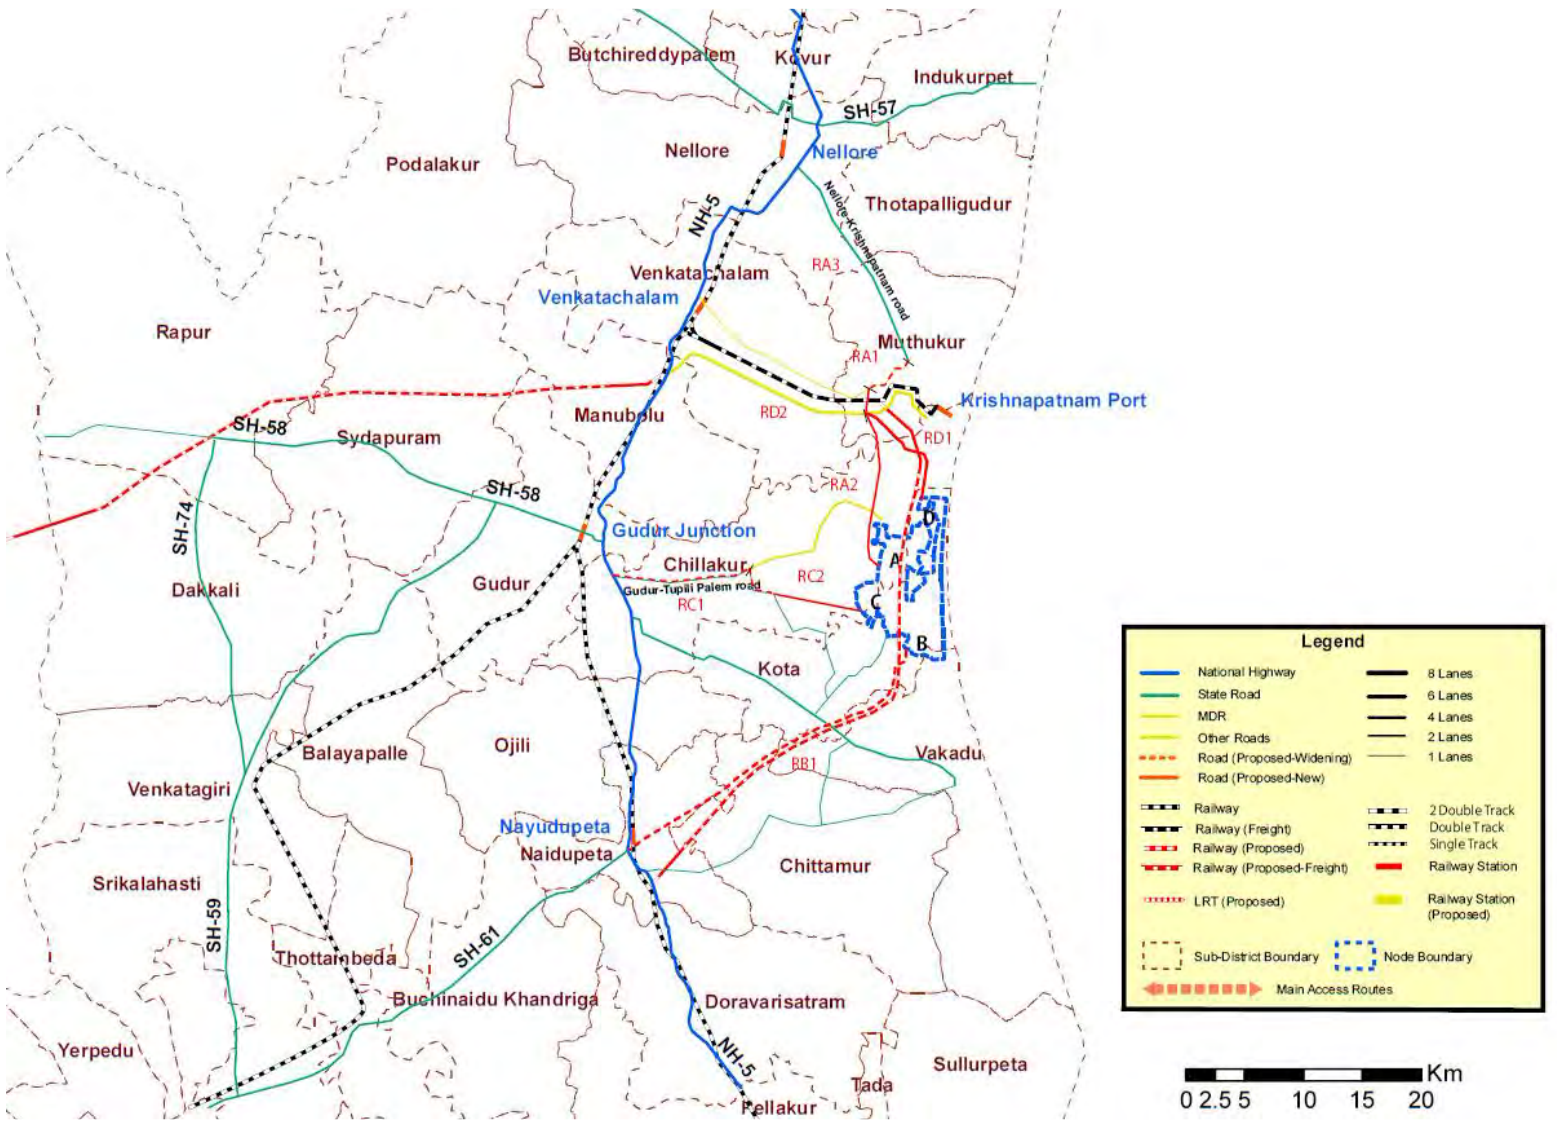 Butchireddypalem
Kovur
Indukurpet
SH-57
Podalakur
Nellore
Nellore
NH-5
Nellore-Krishnapatnam road
Thotapalligudur
RA3
Venkatachalam
Venkatachalam
Rapur
Muthukur
RA1
Krishnapatnam Port
SH-58
Sydapuram
Manubolu
RD2
RD1
SH-58
RA2
SH-74
Gudur Junction
D
A
Chillakur
Dakkali
Gudur
Gudur-Tupili Palem road
RC2
RC1
C
B
Kota
Balayapalle
Ojili
Vakadu
RB1
Venkatagiri
Nayudupeta
Naidupeta
Chittamur
Srikalahasti
SH-59
SH-61
Thottambeda
Buchinaidu Khandriga
Doravarisatram
Yerpedu
NH-5
Sullurpeta
Tada
Pellakur
Legend
National Highway
State Road
MDR
Other Roads
Road (Proposed-Widening)
Road (Proposed-New)
8 Lanes
6 Lanes
4 Lanes
2 Lanes
1 Lanes
Railway
Railway (Freight)
Railway (Proposed)
Railway (Proposed-Freight)
LRT (Proposed)
2 Double Track
Double Track
Single Track
Railway Station
Railway Station
(Proposed)
Sub-District Boundary
Node Boundary
Main Access Routes
Km
0 2.5 5 10 15 20